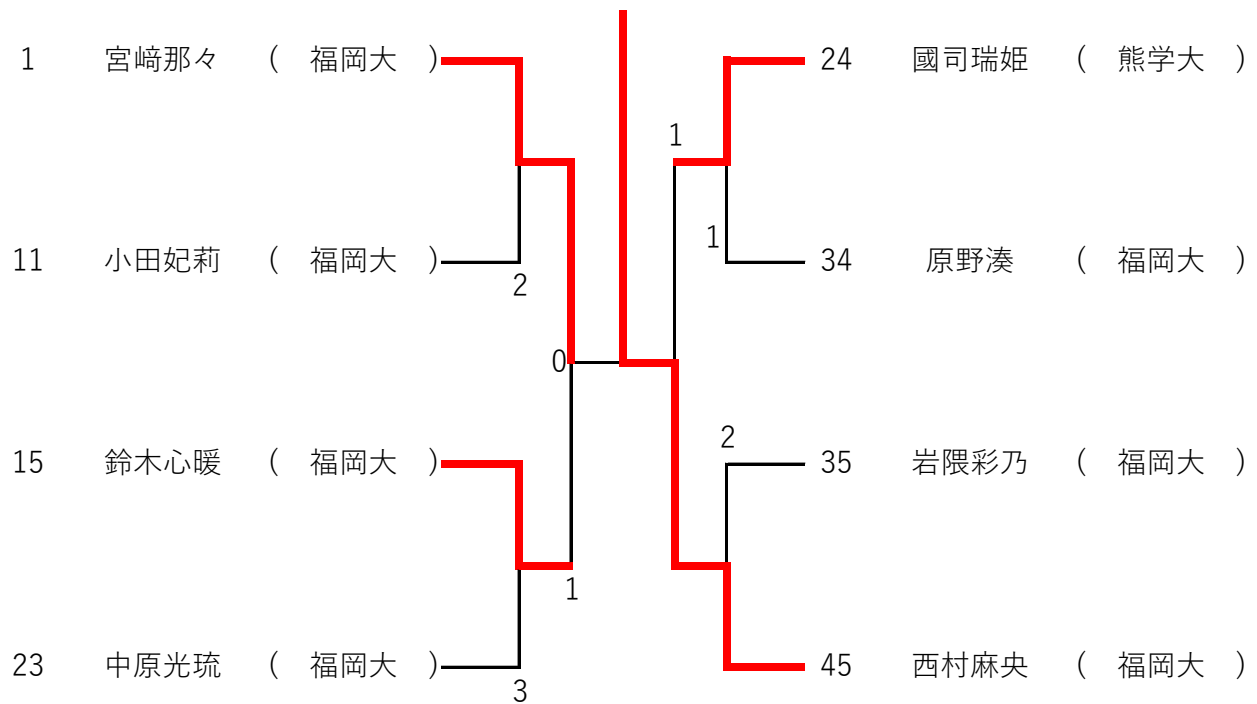 1 宮﨑那々 ( 福岡大 ) 24 國司瑞姫 ( 熊学大 )
1
1
11 小田妃莉 ( 福岡大 ) 34 原野湊 ( 福岡大 )
2
0
2
15 鈴木心暖 ( 福岡大 ) 35 岩隈彩乃 ( 福岡大 )
1
23 中原光琉 ( 福岡大 ) 45 西村麻央 ( 福岡大 )
3